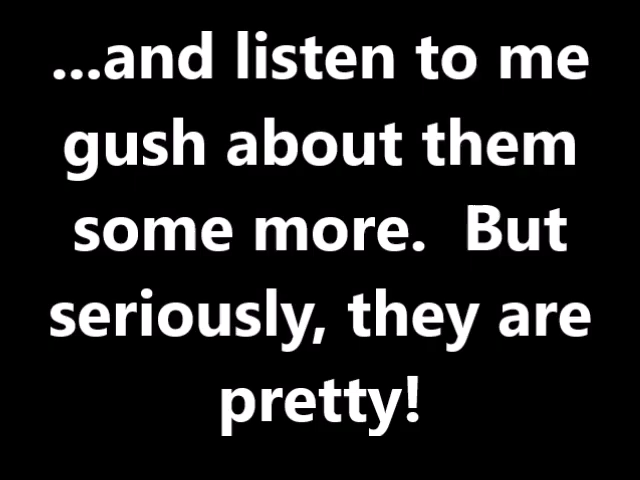 ...and listen to me
gush about them
some more.  But
seriously, they are
pretty!